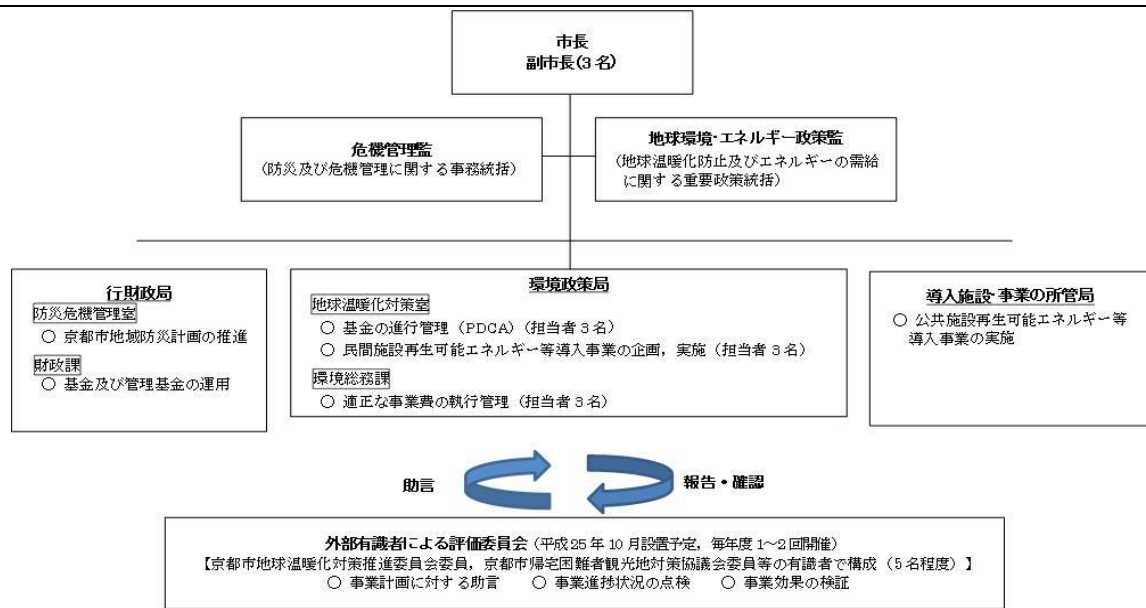 市長
副市長(3名)
危機管理監
(防災及び危機管理に関する事務統括)
地球環境・エネルギー政策監
(地球温暖化防止及びエネルギーの需給
に関する重要政策統括)
行財政局
防災危機管理室
○ 京都市地域防災計画の推進
財政課
○ 基金及び管理基金の運用
環境政策局
地球温暖化対策室
○ 基金の進行管理（PDCA）（担当者3名）
○ 民間施設再生可能エネルギー等導入事業の企画，実施（担当者3名）
環境総務課
○ 適正な事業費の執行管理（担当者3名）
導入施設・事業の所管局
○ 公共施設再生可能エネルギー等
導入事業の実施
助言
報告・確認
外部有識者による評価委員会（平成25年10月設置予定，毎年度1～2回開催）
【京都市地球温暖化対策推進委員会委員，京都市帰宅困難者観光地対策協議会委員等の有識者で構成（5名程度）】
○ 事業計画に対する助言　○ 事業進捗状況の点検　○ 事業効果の検証